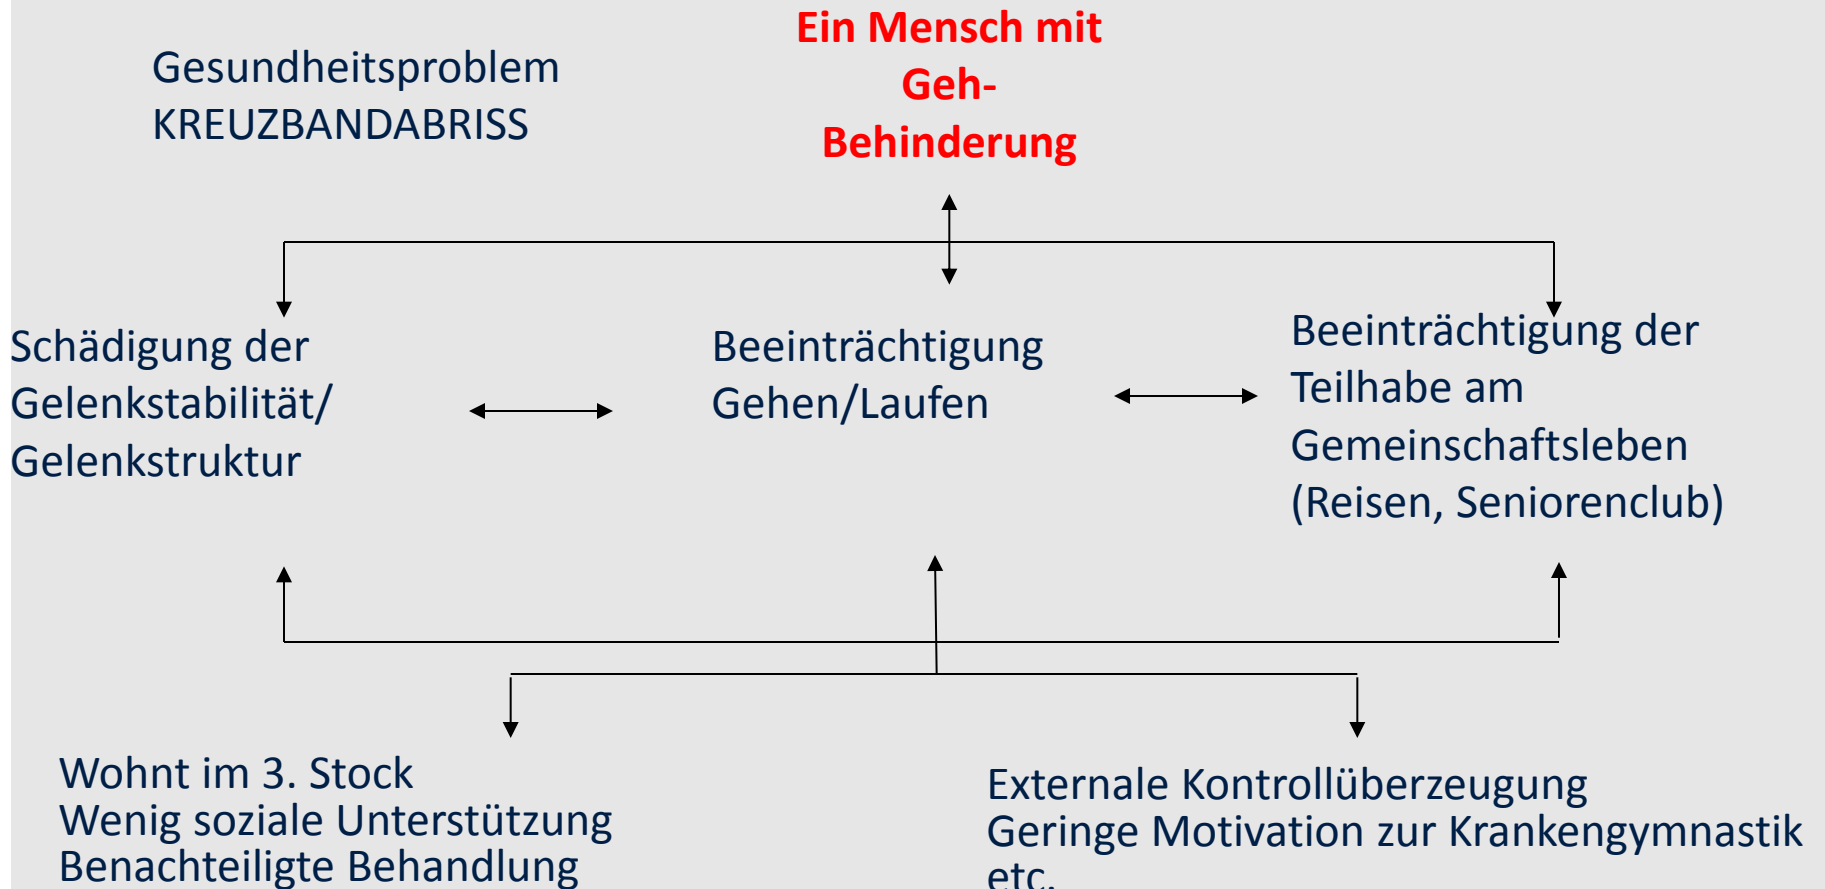 Gesundheitsproblem
KREUZBANDABRISS
Ein Mensch mit
Geh-
Behinderung
Schädigung der
Gelenkstabilität/
Gelenkstruktur
Beeinträchtigung
Gehen/Laufen
Beeinträchtigung der
Teilhabe am
Gemeinschaftsleben
(Reisen, Seniorenclub)
Wohnt im 3. Stock
Wenig soziale Unterstützung
Benachteiligte Behandlung
Externale Kontrollüberzeugung
Geringe Motivation zur Krankengymnastik
etc.